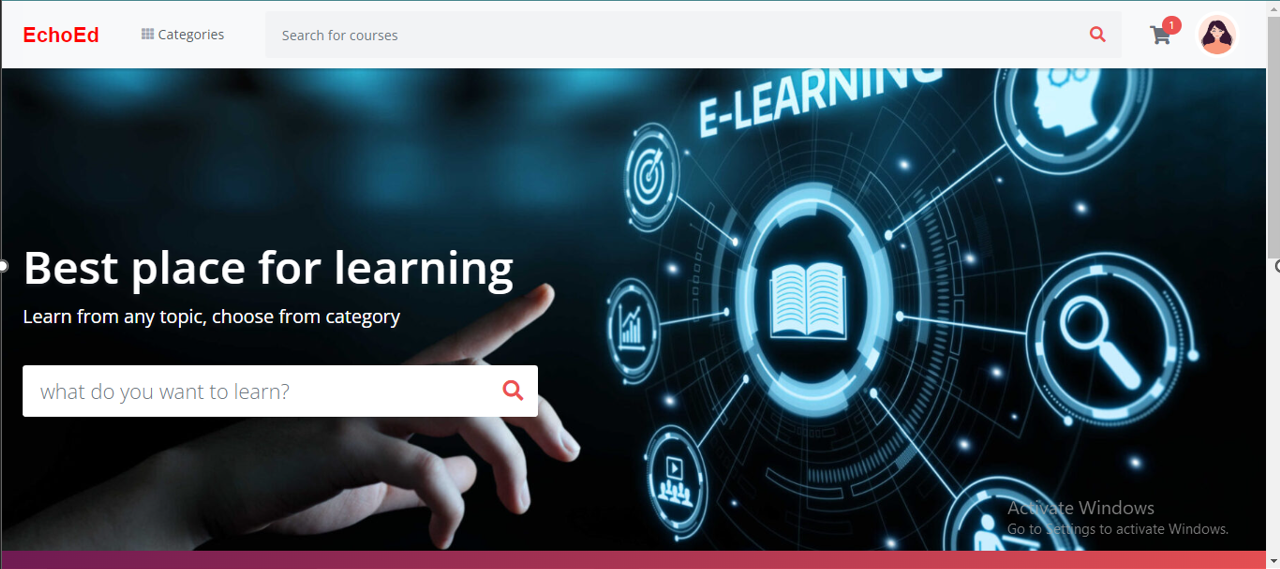 EchoEd
Categories
Search for courses
1
E-LEARNING
Best place for learning
Learn from any topic, choose from category
what do you want to learn?
Activate Windows
Go to Settings to activate Windows.